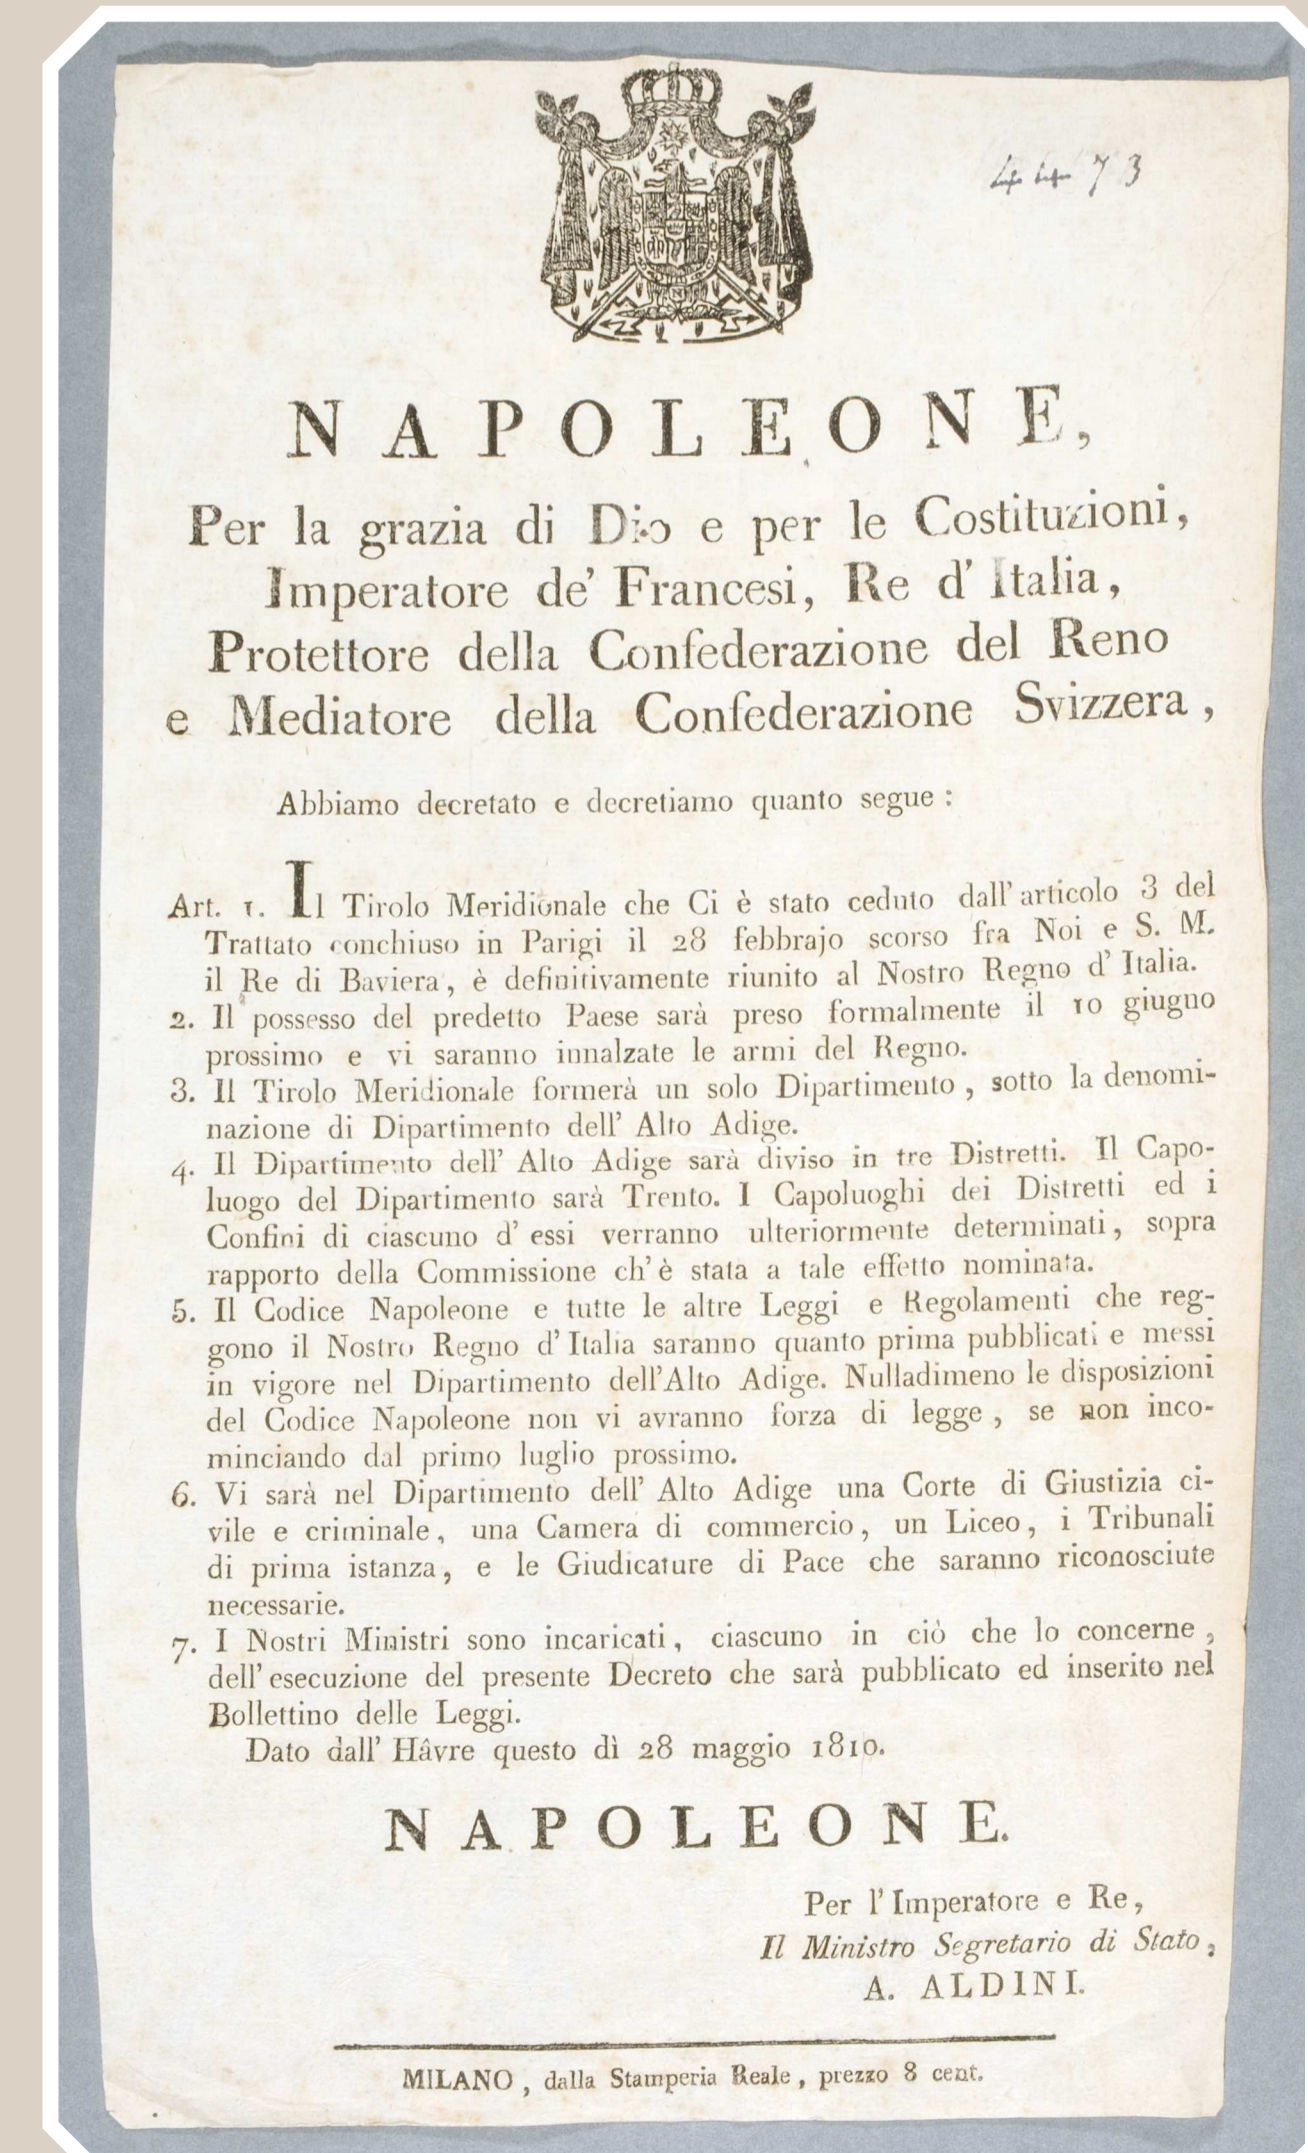 4473
NAPOLEONE,
Per la grazia di Dio e per le Costituzioni,
Imperatore de' Francesi, Re d' Italia,
Protettore della Confederazione del Reno
e Mediatore della Confederazione Svizzera,
Abbiamo decretato e decretiamo quanto segue:
Art. 1. Il Tirolo Meridionale che Ci è stato ceduto dall' articolo 3 del
Trattato conchiuso in Parigi il 28 febbrajo scorso fra Noi e S. M.
il Re di Baviera, è definitivamente riunito al Nostro Regno d' Italia.
2. Il possesso del predetto Paese sarà preso formalmente il 10 giugno
prossimo e vi saranno innalzate le armi del Regno.
3. Il Tirolo Meridionale formerà un solo Dipartimento, sotto la denomi-
nazione di Dipartimento dell' Alto Adige.
4. Il Dipartimento dell' Alto Adige sarà diviso in tre Distretti. Il Capo-
luogo del Dipartimento sarà Trento. I Capoluoghi dei Distretti ed i
Confini di ciascuno d' essi verranno ulteriormente determinati, sopra
rapporto della Commissione ch' è stata a tale effetto nominata.
5. Il Codice Napoleone e tutte le altre Leggi e Regolamenti che reg-
gono il Nostro Regno d' Italia saranno quanto prima pubblicati e messi
in vigore nel Dipartimento dell'Alto Adige. Nulladimeno le disposizioni
del Codice Napoleone non vi avranno forza di legge, se non inco-
minciando dal primo luglio prossimo.
6. Vi sarà nel Dipartimento dell' Alto Adige una Corte di Giustizia ci-
vile e criminale, una Camera di commercio, un Liceo, i Tribunali
di prima istanza, e le Giudicature di Pace che saranno riconosciute
necessarie.
7. I Nostri Ministri sono incaricati, ciascuno in ciò che lo concerne,
dell' esecuzione del presente Decreto che sarà pubblicato ed inserito nel
Bollettino delle Leggi.
Dato dall' Hâvre questo dì 28 maggio 1810.
NAPOLEONE.
Per l' Imperatore e Re,
Il Ministro Segretario di Stato,
A. ALDINI.
MILANO, dalla Stamperia Reale, prezzo 8 cent.